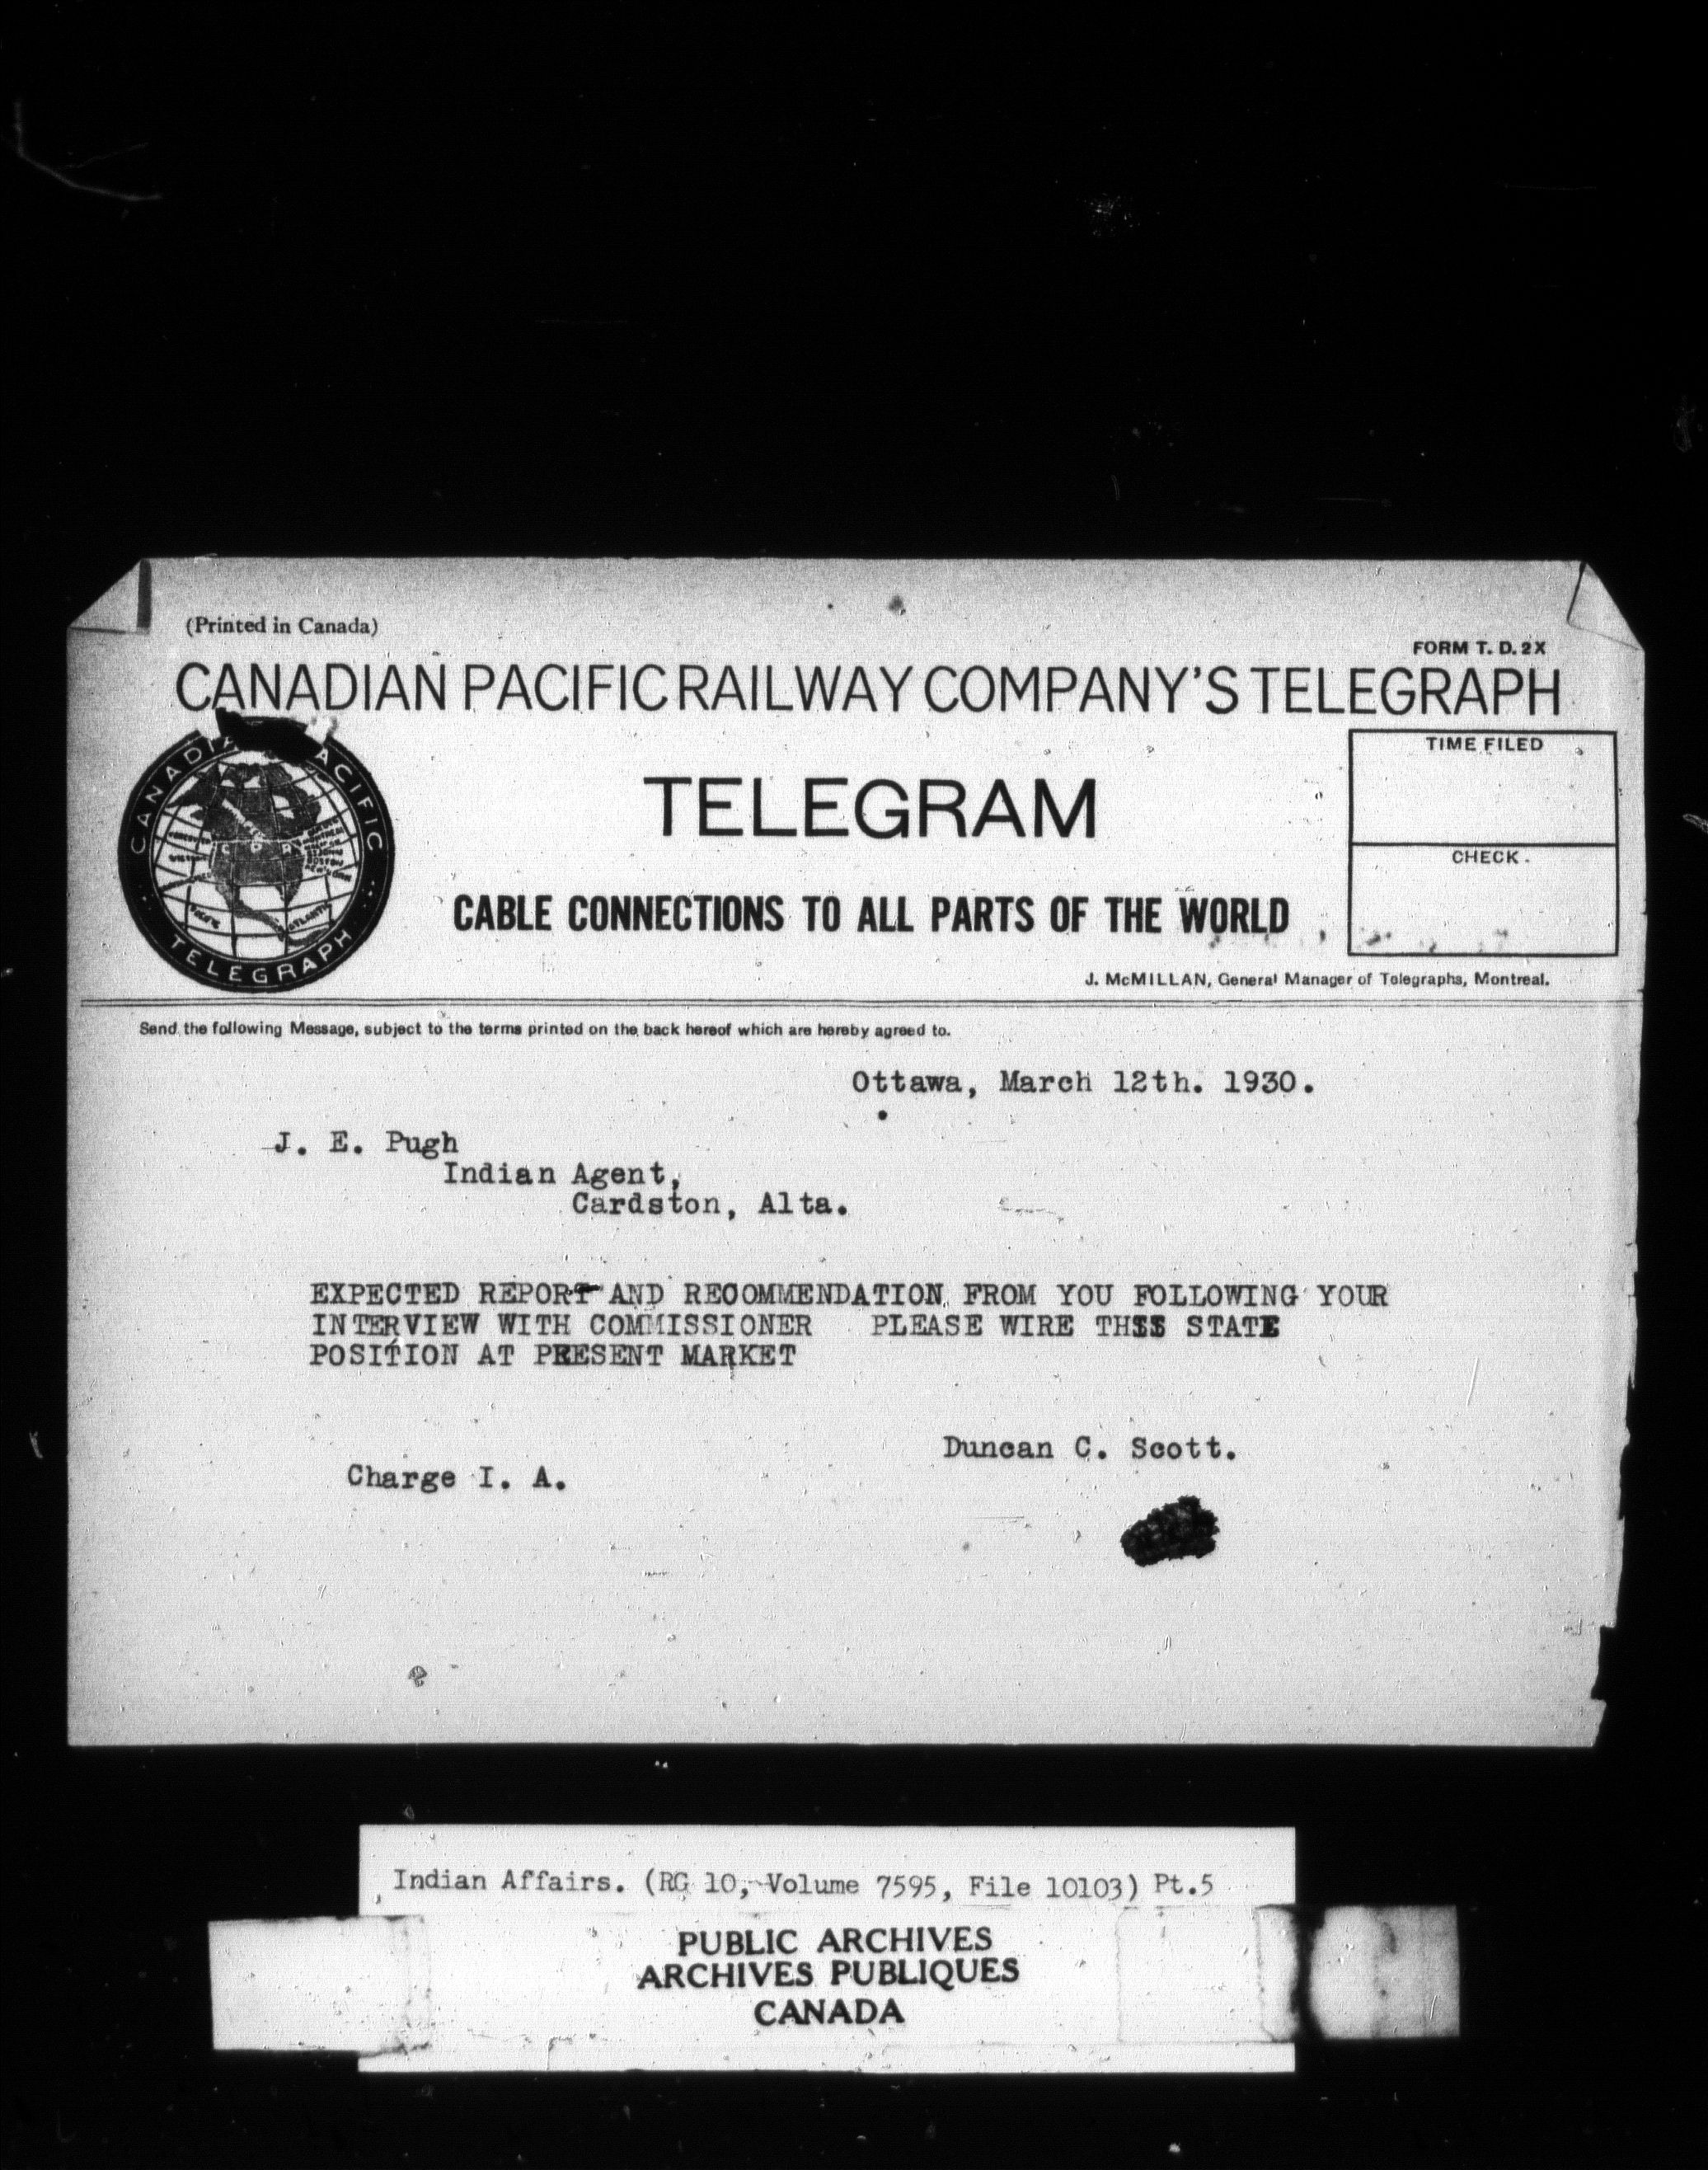 (Printed in Canada)
FORM T. D. 2X
CANADIAN PACIFIC RAILWAY COMPANY'S TELEGRAPH
CANADIA ACIFIC
TELEGRAPH
TELEGRAM
TIME FILED
CHECK.
CABLE CONNECTIONS TO ALL PARTS OF THE WORLD
J. McMILLAN, General Manager of Telegraphs, Montreal.
Send the following Message, subject to the terms printed on the back hereof which are hereby agreed to.
Ottawa, March 12th. 1930.
J. E. Pugh
Indian Agent,
Cardston, Alta.
EXPECTED REPORT AND RECOMMENDATION FROM YOU FOLLOWING YOUR
INTERVIEW WITH COMMISSIONER PLEASE WIRE STATE
POSITION AT PRESENT MARKET
Duncan C. Scott.
Charge I. A.
Indian Affairs. (RG 10, Volume 7595, File 10103) Pt.5
PUBLIC ARCHIVES
ARCHIVES PUBLIQUES
CANADA